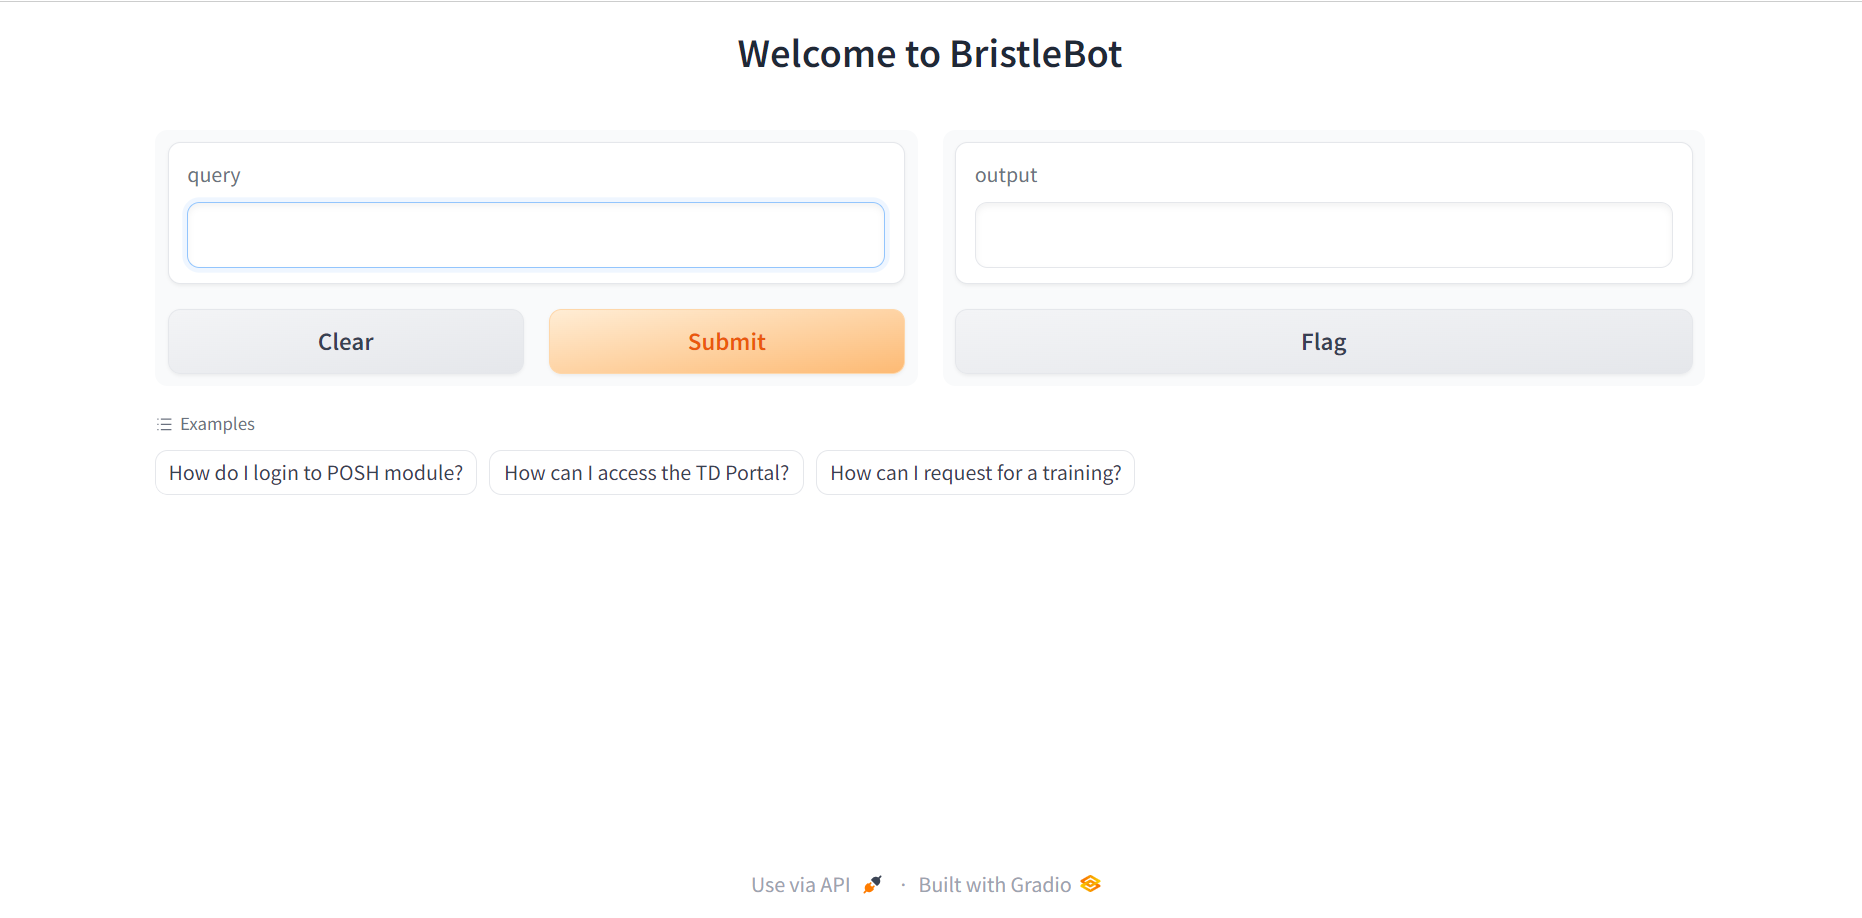 Welcome to BristleBot
query
output
Clear
Submit
Flag
Examples
How do I login to POSH module?
How can I access the TD Portal?
How can I request for a training?
Use via API · Built with Gradio